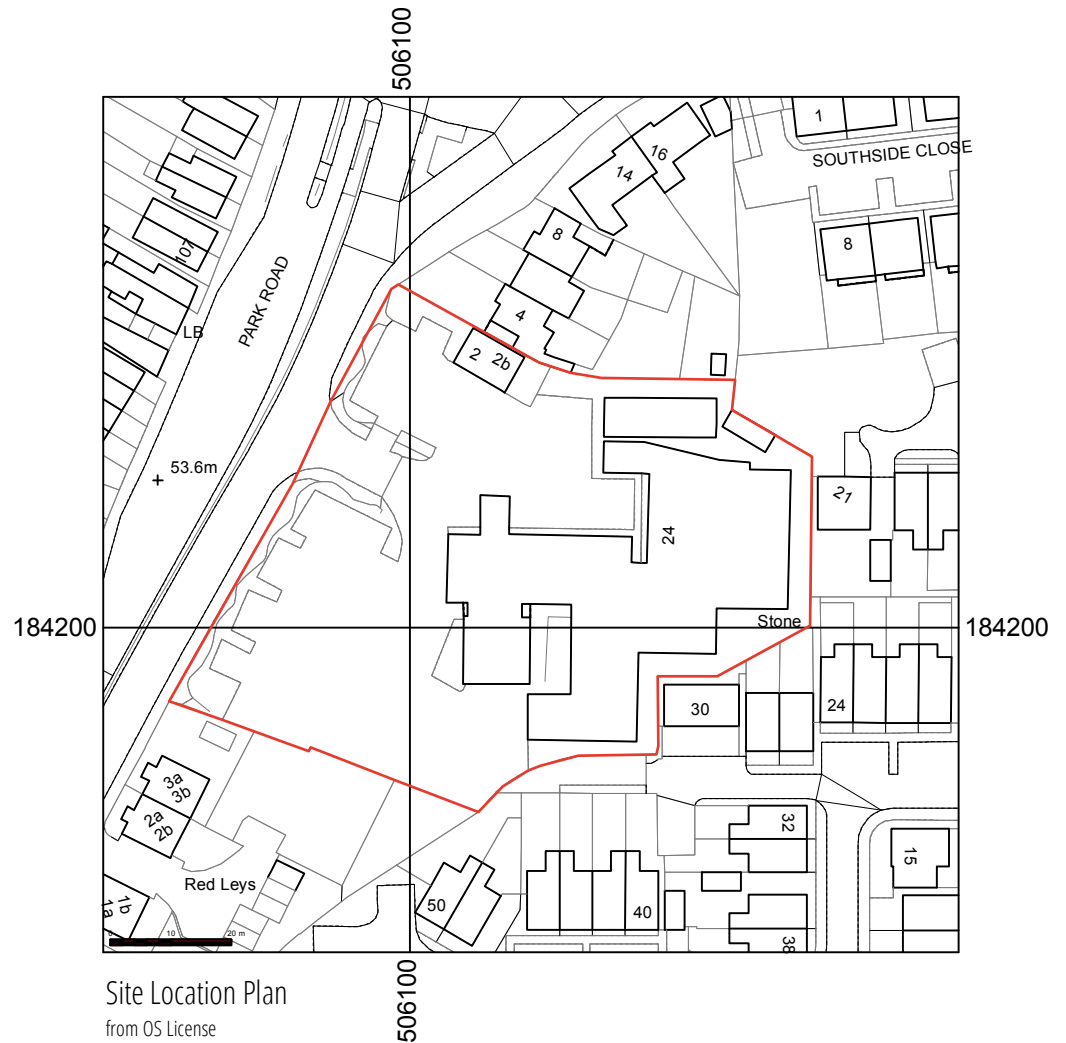 506100
1
SOUTHSIDE CLOSE
16
14
8
8
107
PARK ROAD
LB
4
2 2b
53.6m
21
24
184200
Stone
184200
30
24
3a
3b
2a
2b
32
15
Red Leys
50
40
1b
1a
38
0 10 20 m
506100
Site Location Plan
from OS License